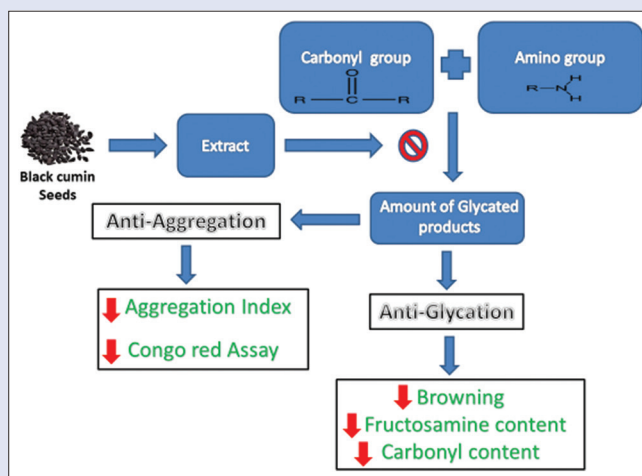 Carbonyl group
Amino group
O
R
C
R
R
N
H
H
Black cumin
Seeds
Extract
Amount of Glycated
products
Anti-Aggregation
Aggregation Index
Congo red Assay
Anti-Glycation
Browning
Fructosamine content
Carbonyl content